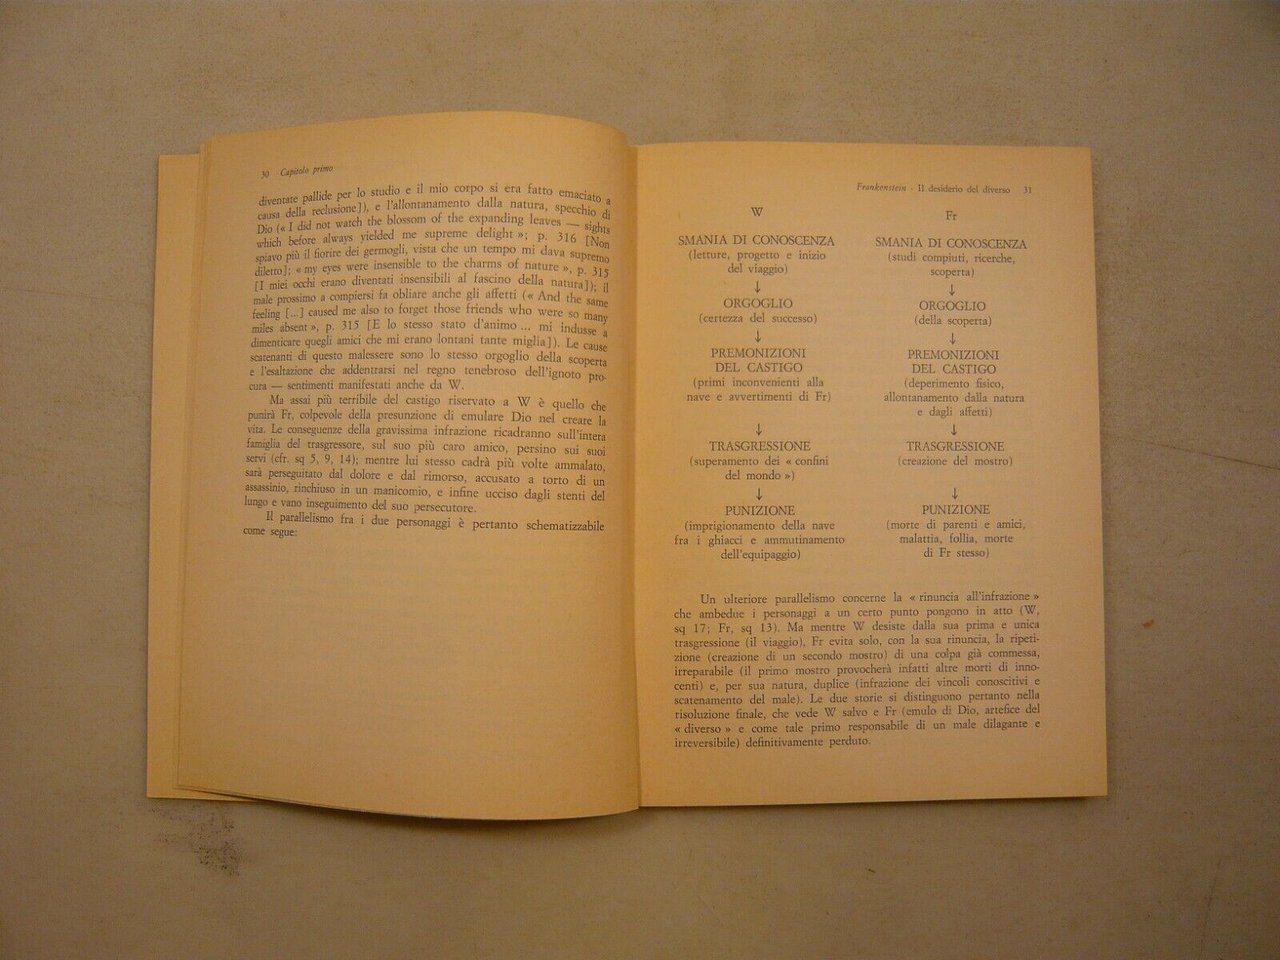 30 Capitolo primo
diventate pallide per lo studio e il mio corpo si era fatto emaciato a
causa della reclusione]), e l'allontanamento dalla natura, specchio di
Dio (« I did not watch the blossom of the expanding leaves — sights
which before always yielded me supreme delight »; p. 316 [Non
spiavo più il fiorire dei germogli, vista che un tempo mi dava supremo
diletto]; « my eyes were insensible to the charms of nature », p. 315
[I miei occhi erano diventati insensibili al fascino della natura]); il
male prossimo a compiersi fa obliare anche gli affetti (« And the same
feeling [...] caused me also to forget those friends who were so many
miles absent », p. 315 [E lo stesso stato d'animo ... mi indusse a
dimenticare quegli amici che mi erano lontani tante miglia]). Le cause
scatenanti di questo malessere sono lo stesso orgoglio della scoperta
e l'esaltazione che addentrarsi nel regno tenebroso dell'ignoto pro-
cura — sentimenti manifestati anche da W.
Ma assai più terribile del castigo riservato a W è quello che
punirà Fr, colpevole della presunzione di emulare Dio nel creare la
vita. Le conseguenze della gravissima infrazione ricadranno sull'intera
famiglia del trasgressore, sul suo più caro amico, persino sui suoi
servi (cfr. sq 5, 9, 14); mentre lui stesso cadrà più volte ammalato,
sarà perseguitato dal dolore e dal rimorso, accusato a torto di un
assassinio, rinchiuso in un manicomio, e infine ucciso dagli stenti del
lungo e vano inseguimento del suo persecutore.
Il parallelismo fra i due personaggi è pertanto schematizzabile
come segue:
Frankenstein · Il desiderio del diverso 31
W
SMANIA DI CONOSCENZA
(letture, progetto e inizio
del viaggio)
↓
ORGOGLIO
(certezza del successo)
↓
PREMONIZIONI
DEL CASTIGO
(primi inconvenienti alla
nave e avvertimenti di Fr)
↓
TRASGRESSIONE
(superamento dei « confini
del mondo »)
↓
PUNIZIONE
(imprigionamento della nave
fra i ghiacci e ammutinamento
dell'equipaggio)
Fr
SMANIA DI CONOSCENZA
(studi compiuti, ricerche,
scoperta)
↓
ORGOGLIO
(della scoperta)
↓
PREMONIZIONI
DEL CASTIGO
(deperimento fisico,
allontanamento dalla natura
e dagli affetti)
↓
TRASGRESSIONE
(creazione del mostro)
↓
PUNIZIONE
(morte di parenti e amici,
malattia, follia, morte
di Fr stesso)
Un ulteriore parallelismo concerne la « rinuncia all'infrazione »
che ambedue i personaggi a un certo punto pongono in atto (W,
sq 17; Fr, sq 13). Ma mentre W desiste dalla sua prima e unica
trasgressione (il viaggio), Fr evita solo, con la sua rinuncia, la ripeti-
zione (creazione di un secondo mostro) di una colpa già commessa,
irreparabile (il primo mostro provocherà infatti altre morti di inno-
centi) e, per sua natura, duplice (infrazione dei vincoli conoscitivi e
scatenamento del male). Le due storie si distinguono pertanto nella
risoluzione finale, che vede W salvo e Fr (emulo di Dio, artefice del
« diverso » e come tale primo responsabile di un male dilagante e
irreversibile) definitivamente perduto.